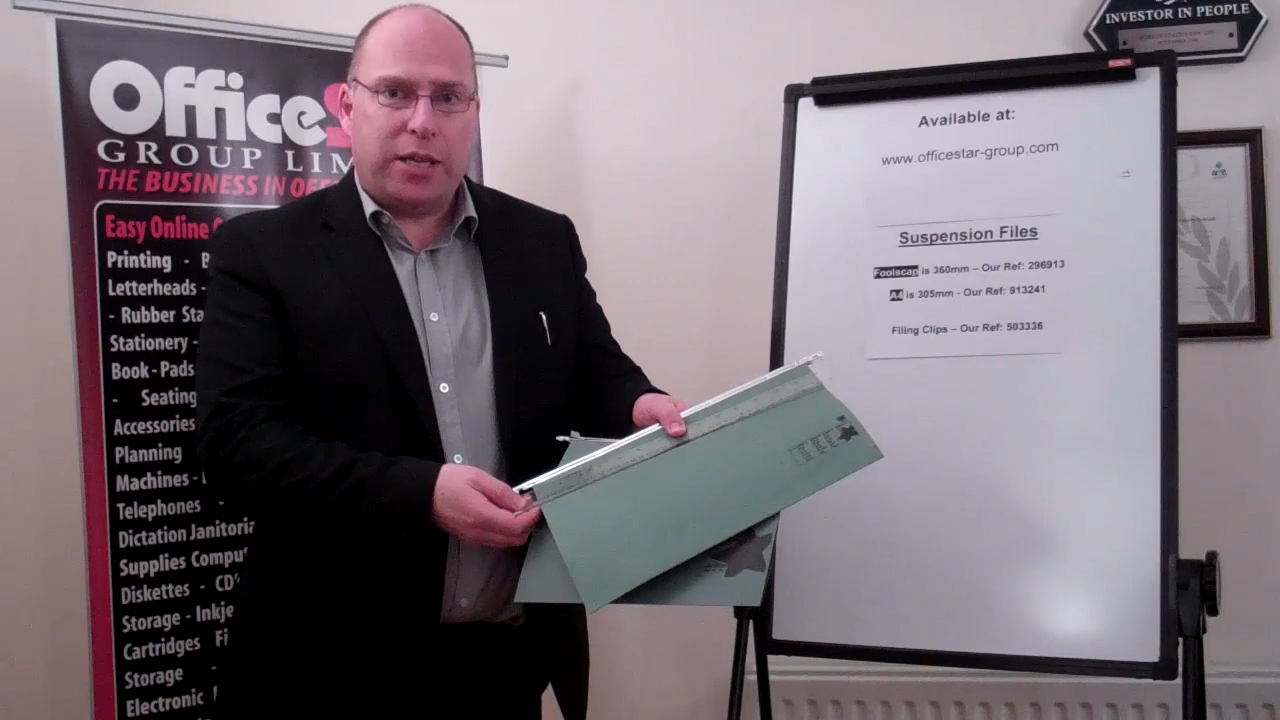 Office
GROUP LIM
THE BUSINESS IN OF
Easy Online
Printing - B
Letterheads -
- Rubber Sta
Stationery -
Book - Pads
- Seating
Accessories
Planning
Machines -
Telephones -
Dictation Janitoria
Supplies Compu
Diskettes - CD'
Storage - Inkje
Cartridges Fi
Storage -
Electronic
INVESTOR IN PEOPLE
Available at:
www.officestar-group.com
Suspension Files
Foolscap is 360mm – Our Ref: 296913
A4 is 305mm - Our Ref: 913241
Filing Clips – Our Ref: 503336